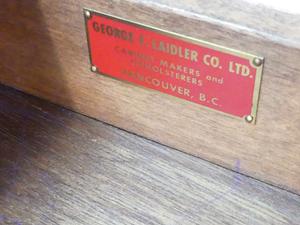 GEORGE E. LAIDLER CO. LTD.
CABINET MAKERS and
UPHOLSTERERS
VANCOUVER, B.C.